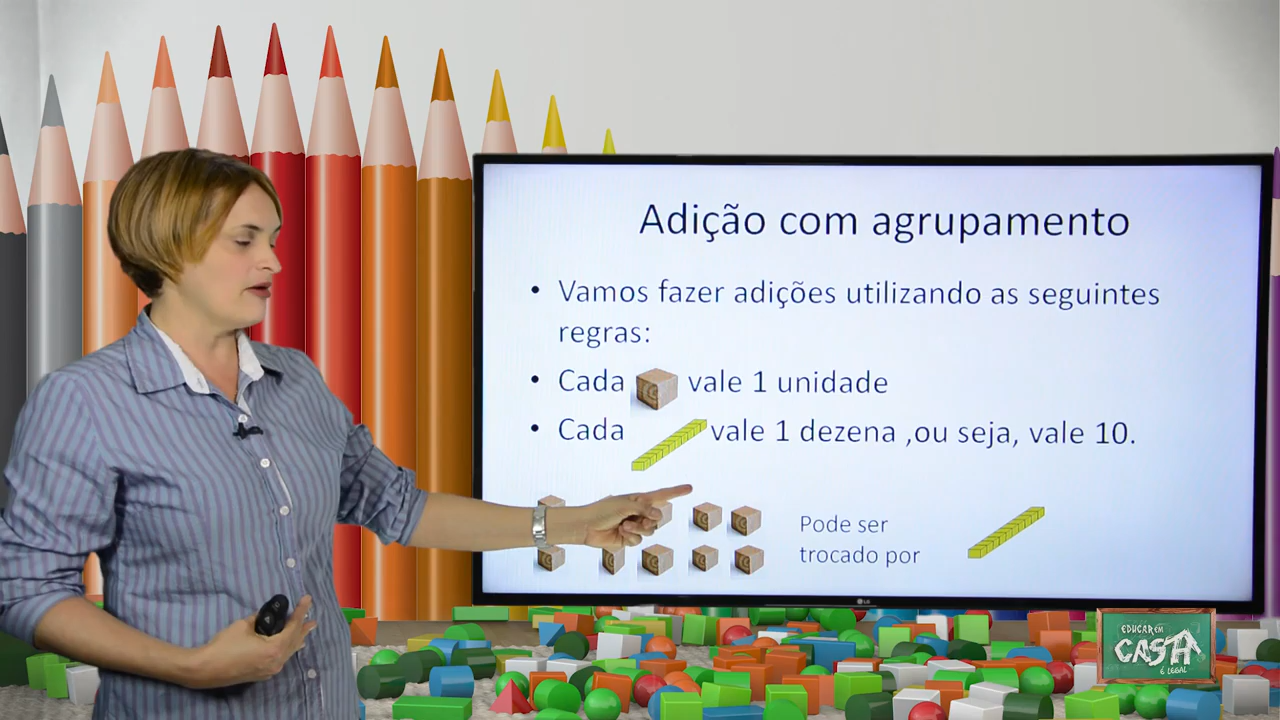 Adição com agrupamento
• Vamos fazer adições utilizando as seguintes
regras:
• Cada vale 1 unidade
• Cada vale 1 dezena ,ou seja, vale 10.
Pode ser
trocado por
LG
EDUCAR EM
CASA
É LEGAL